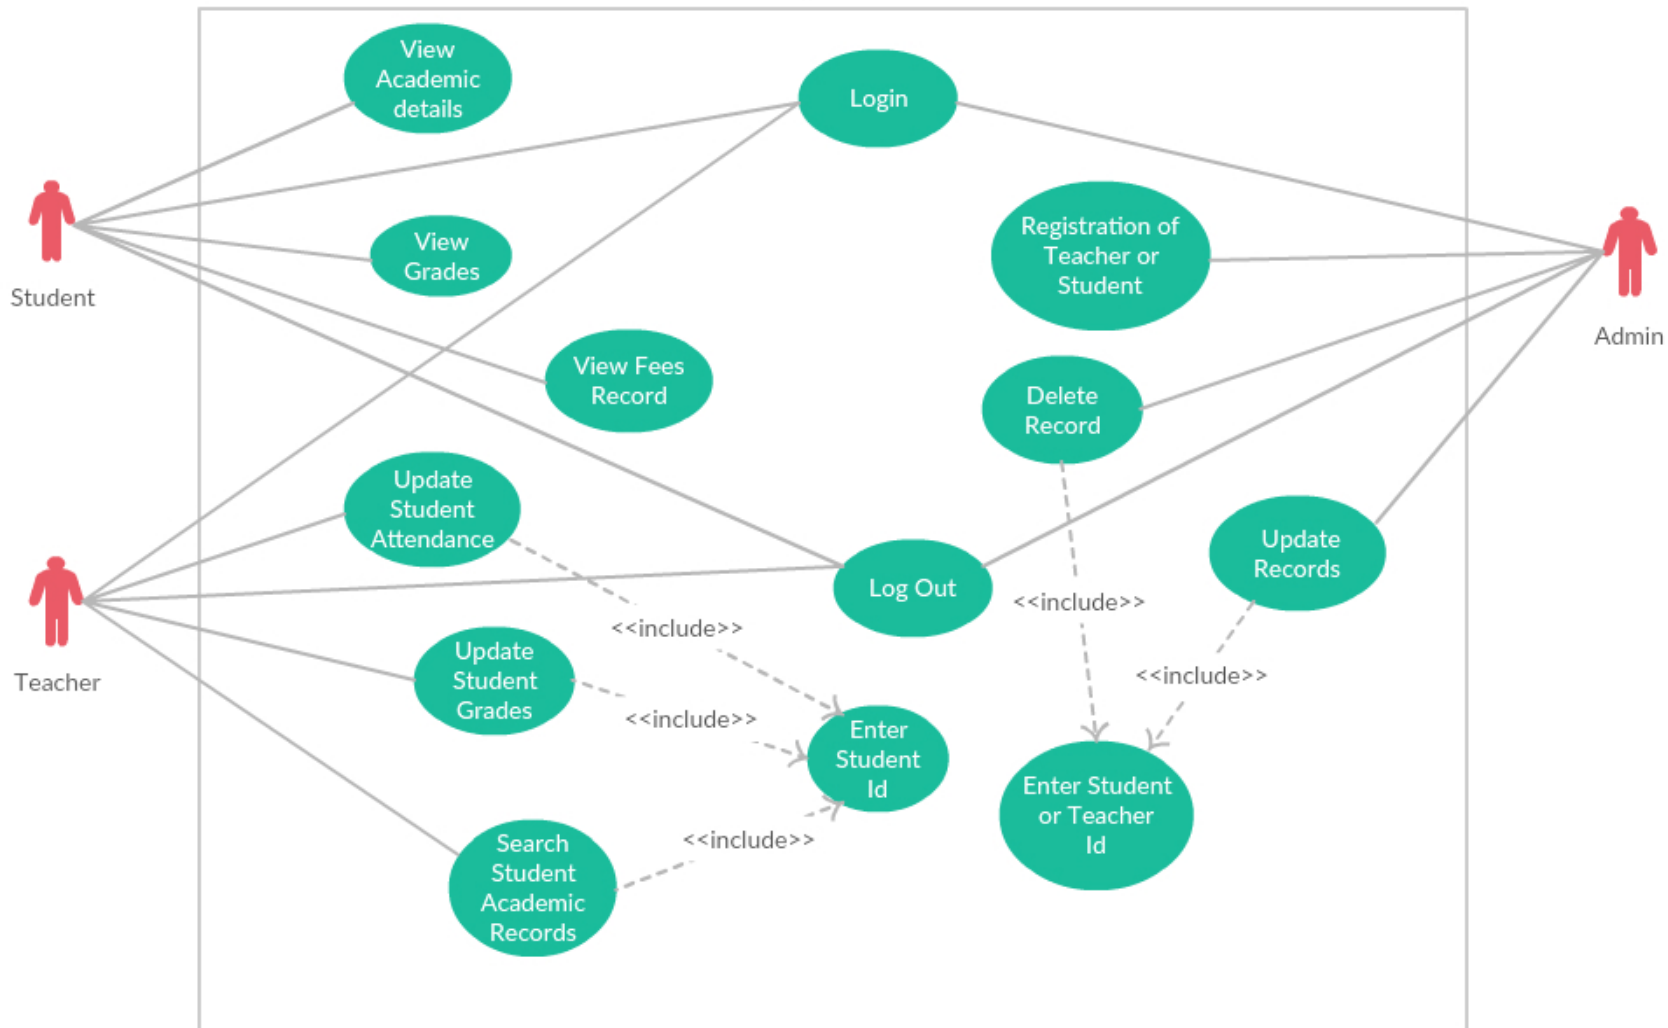 View
Academic
details
Login
Student
View
Grades
Registration of
Teacher or
Student
Admin
View Fees
Record
Delete
Record
Update
Student
Attendance
Log Out
Update
Records
<<include>>
<<include>>
<<include>>
Teacher
Update
Student
Grades
<<include>>
Enter
Student
Id
Enter Student
or Teacher
Id
<<include>>
Search
Student
Academic
Records